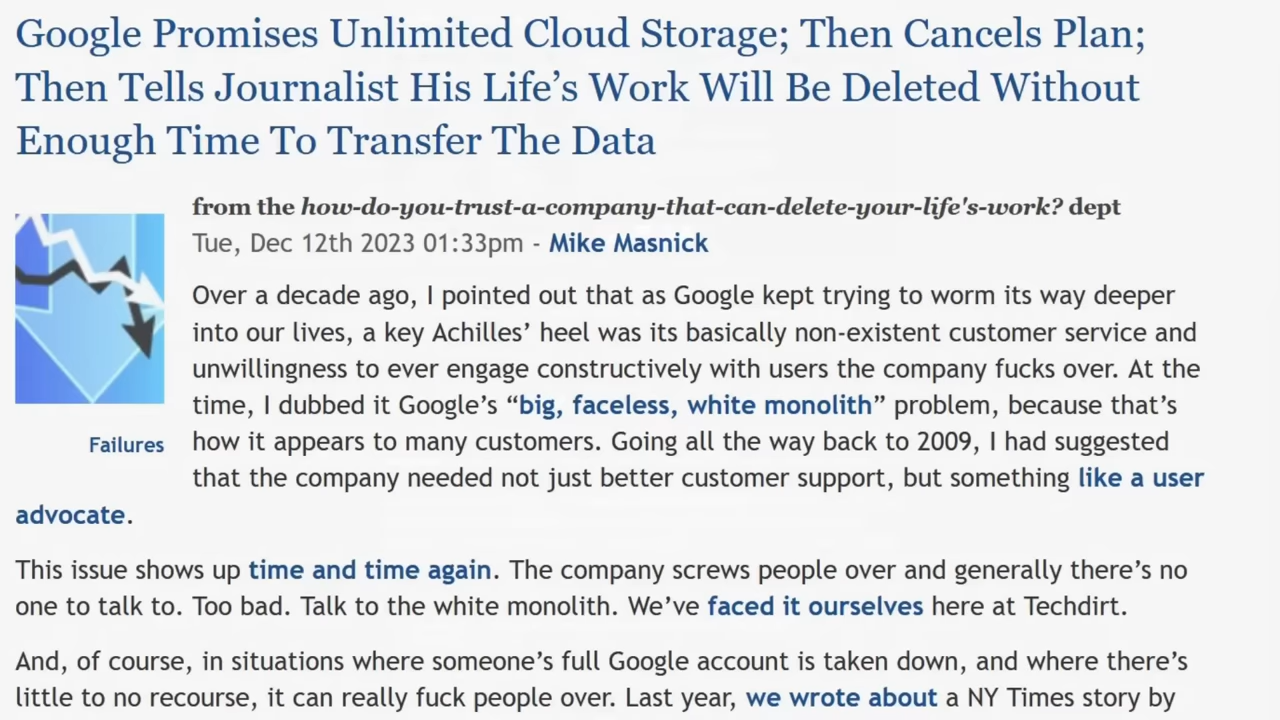 Google Promises Unlimited Cloud Storage; Then Cancels Plan;
Then Tells Journalist His Life’s Work Will Be Deleted Without
Enough Time To Transfer The Data
from the how-do-you-trust-a-company-that-can-delete-your-life's-work? dept
Tue, Dec 12th 2023 01:33pm - Mike Masnick
Over a decade ago, I pointed out that as Google kept trying to worm its way deeper
into our lives, a key Achilles’ heel was its basically non-existent customer service and
unwillingness to ever engage constructively with users the company fucks over. At the
time, I dubbed it Google’s “big, faceless, white monolith” problem, because that’s
Failures
how it appears to many customers. Going all the way back to 2009, I had suggested
that the company needed not just better customer support, but something like a user
advocate.
This issue shows up time and time again. The company screws people over and generally there’s no
one to talk to. Too bad. Talk to the white monolith. We’ve faced it ourselves here at Techdirt.
And, of course, in situations where someone’s full Google account is taken down, and where there’s
little to no recourse, it can really fuck people over. Last year, we wrote about a NY Times story by